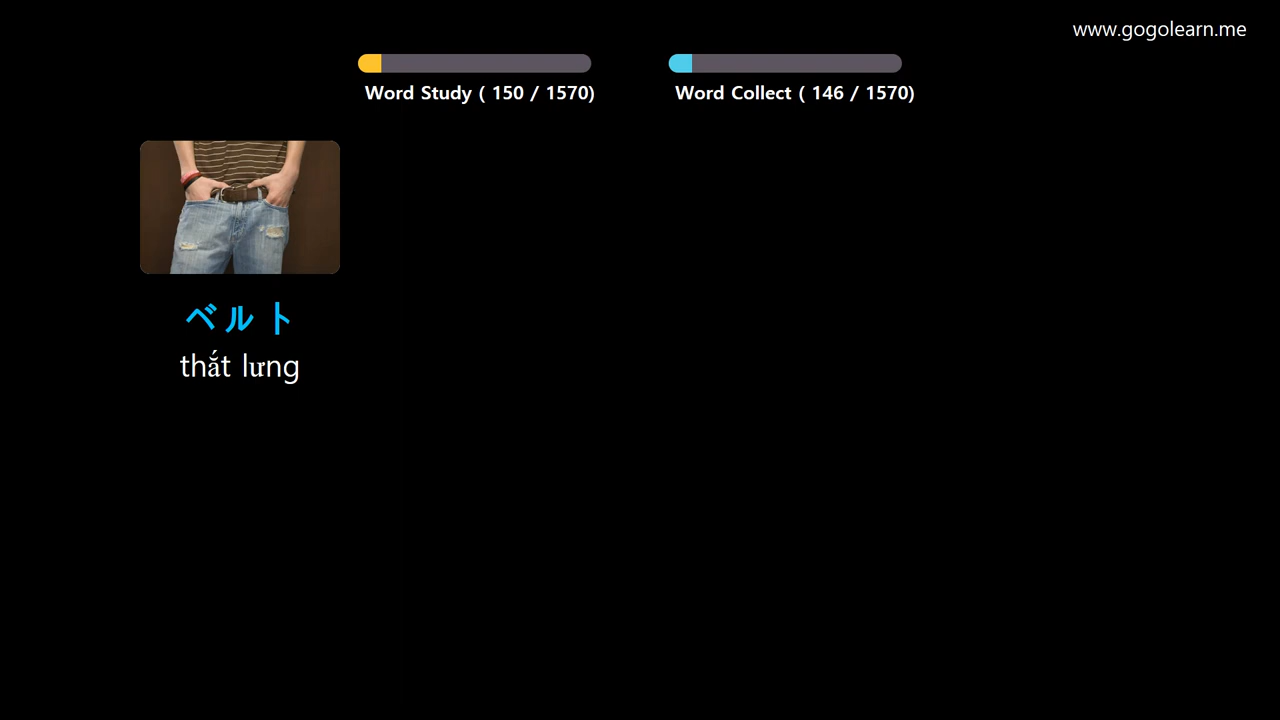 www.gogolearn.me
Word Study ( 150 / 1570)
Word Collect ( 146 / 1570)
ベルト
thắt lưng